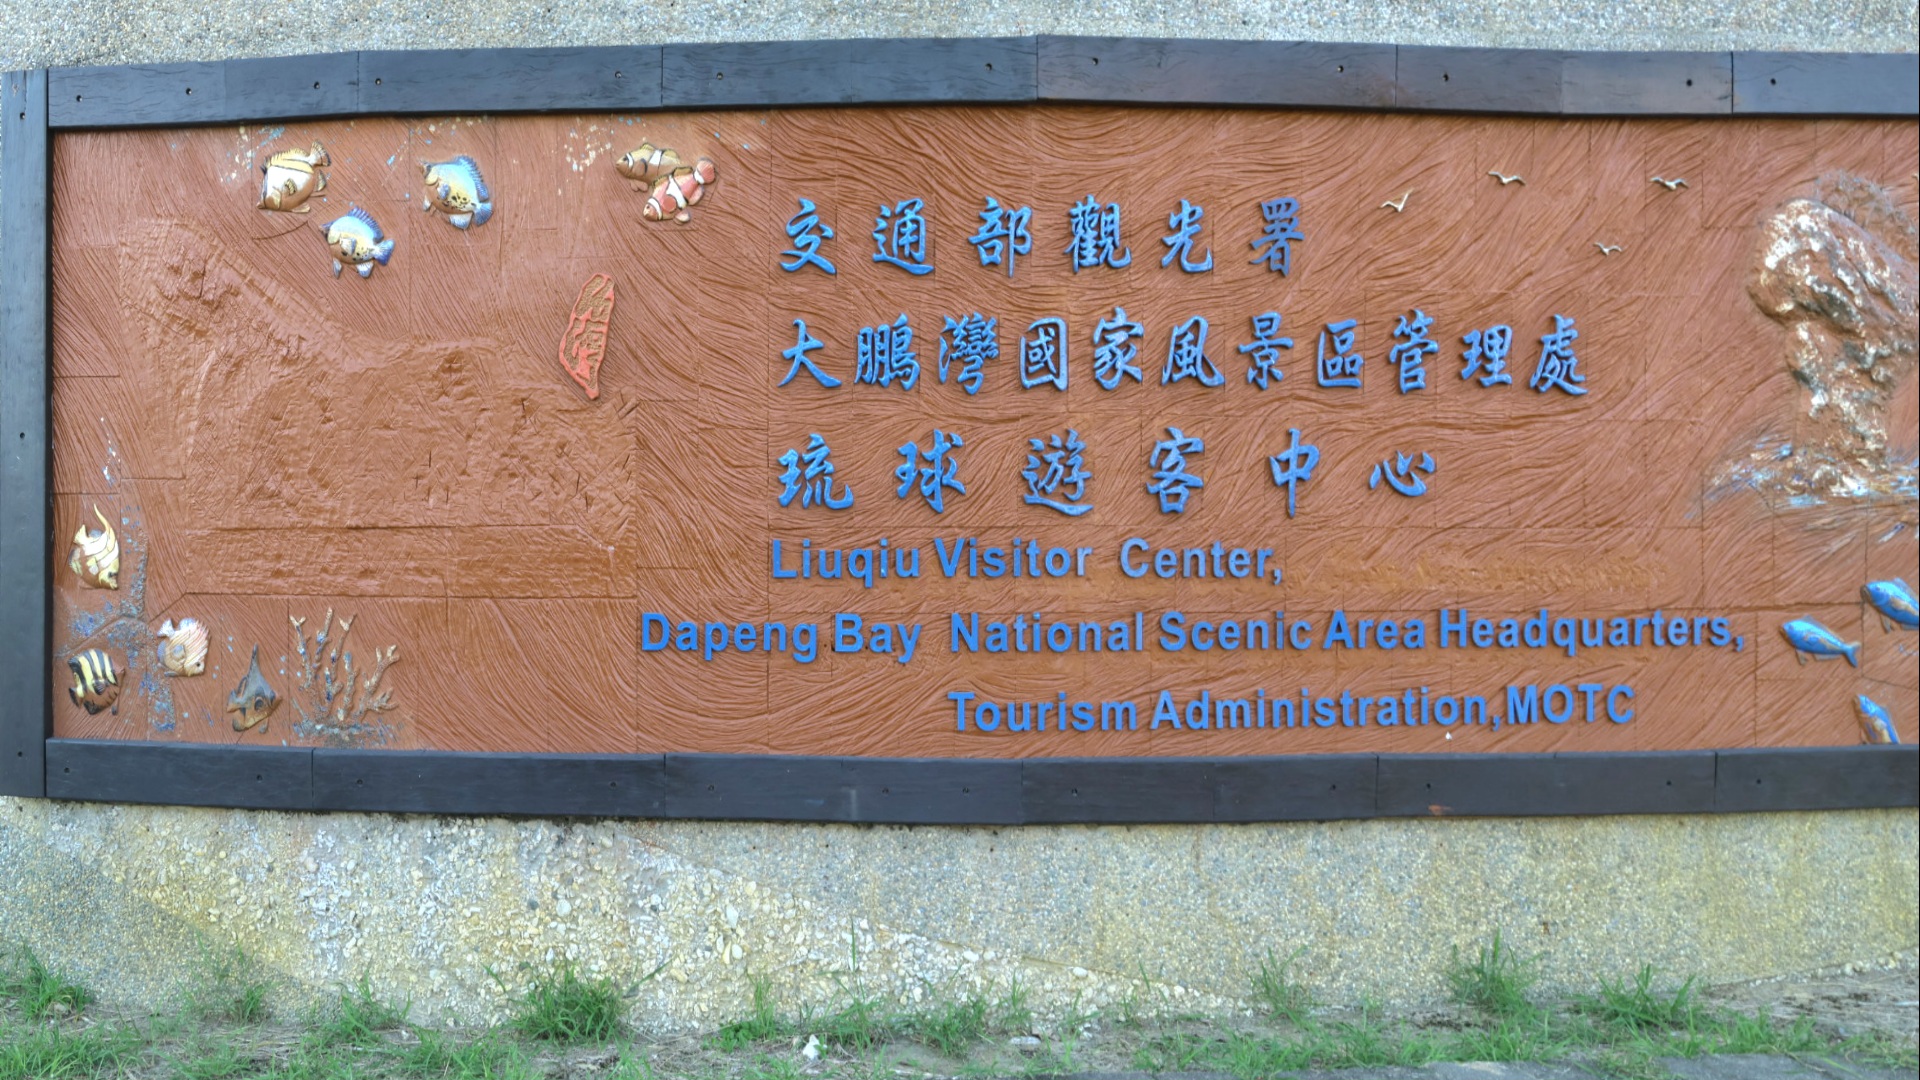 交通部觀光署
大鵬灣國家風景區管理處
琉球遊客中心
Liuqiu Visitor Center,
Dapeng Bay National Scenic Area Headquarters,
Tourism Administration,MOTC